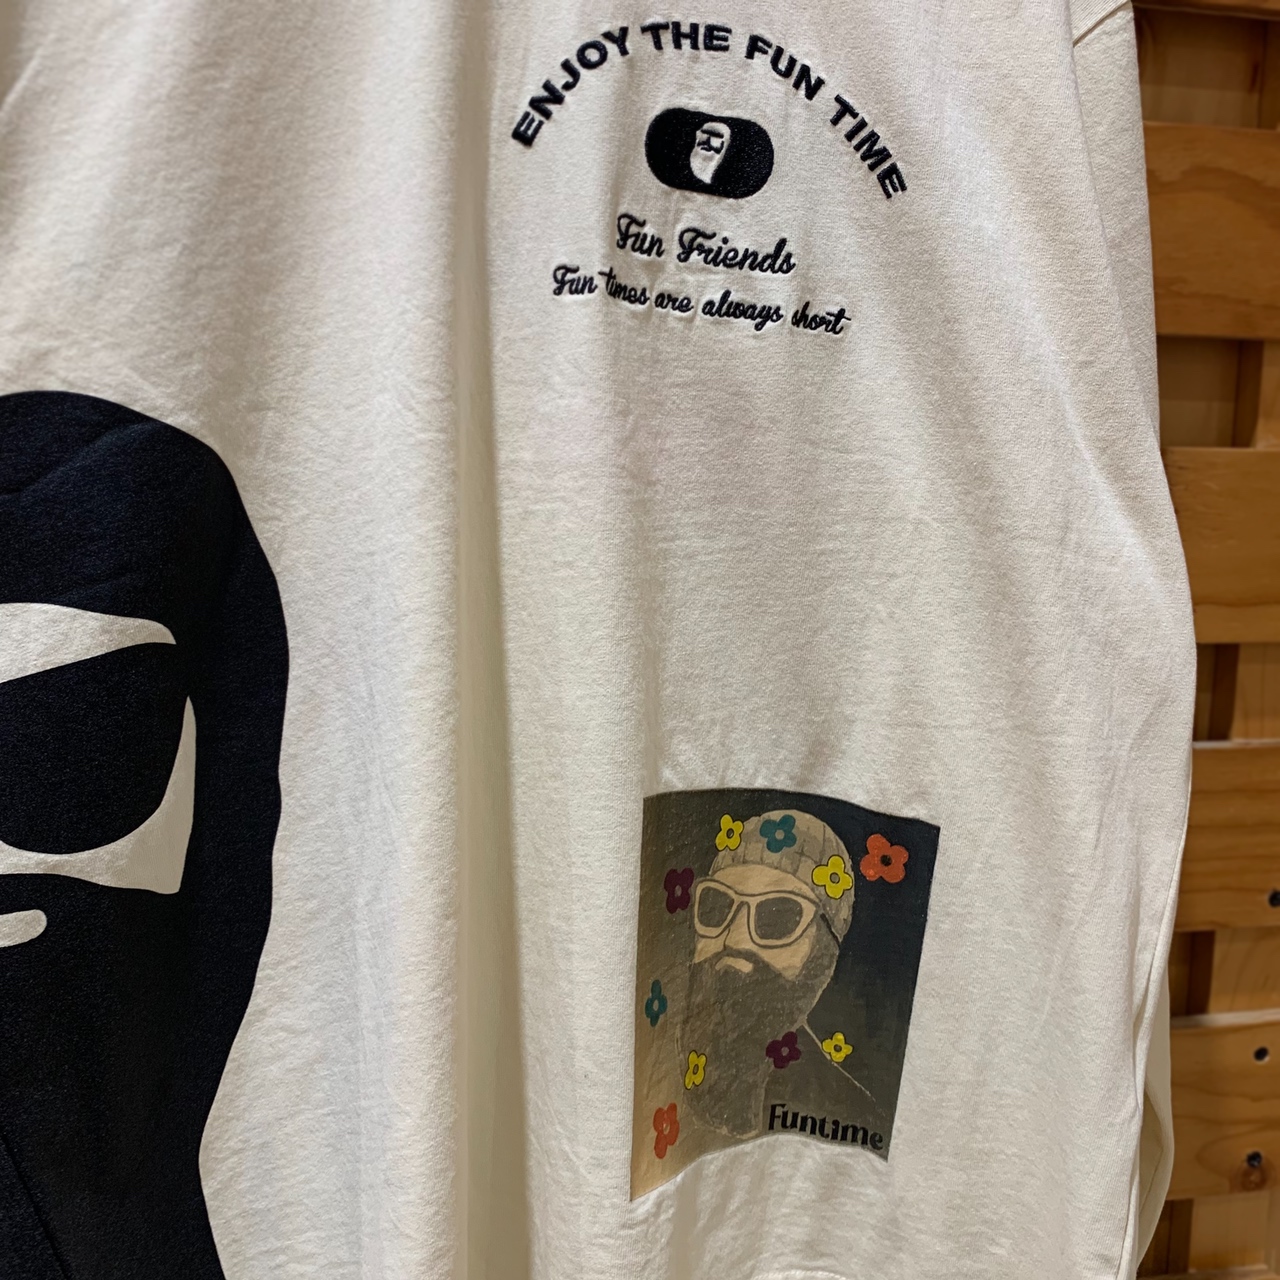 ENJOY THE FUN TIME
Fun Friends
Fun times are always short
Funtime